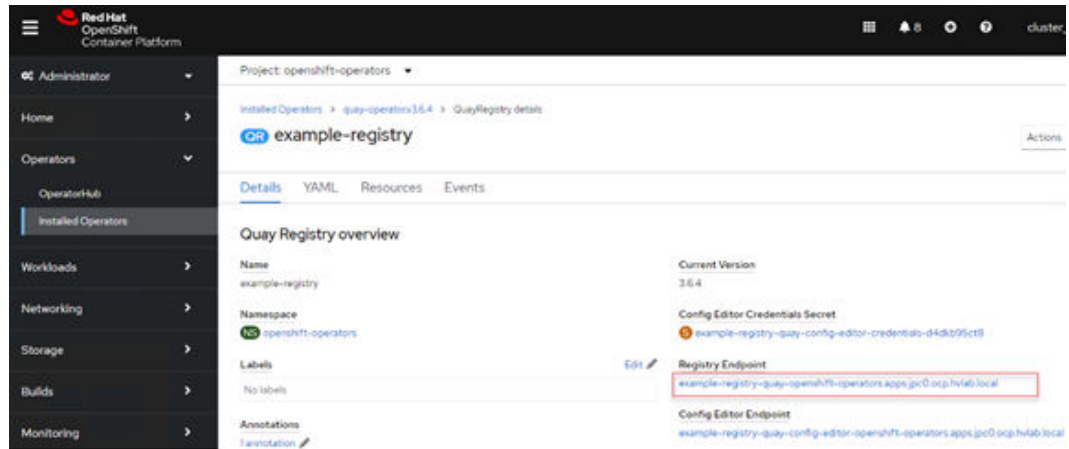 Red Hat
OpenShift
Container Platform
8
cluster_
Administrator
Home
Operators
OperatorHub
Installed Operators
Workloads
Networking
Storage
Builds
Monitoring
Project: openshift-operators
Installed Operators > quay-operator.v3.6.4 > QuayRegistry details
QR example-registry
Actions
Details YAML Resources Events
Quay Registry overview
Name
example-registry
Namespace
NS openshift-operators
Labels
Edit
No labels
Annotations
1 annotation
Current Version
3.6.4
Config Editor Credentials Secret
S example-registry-quay-config-editor-credentials-d4dkb95ct8
Registry Endpoint
example-registry-quay-openshift-operators.apps.jpc0.ocp.hvlab.local
Config Editor Endpoint
example-registry-quay-config-editor-openshift-operators.apps.jpc0.ocp.hvlab.local